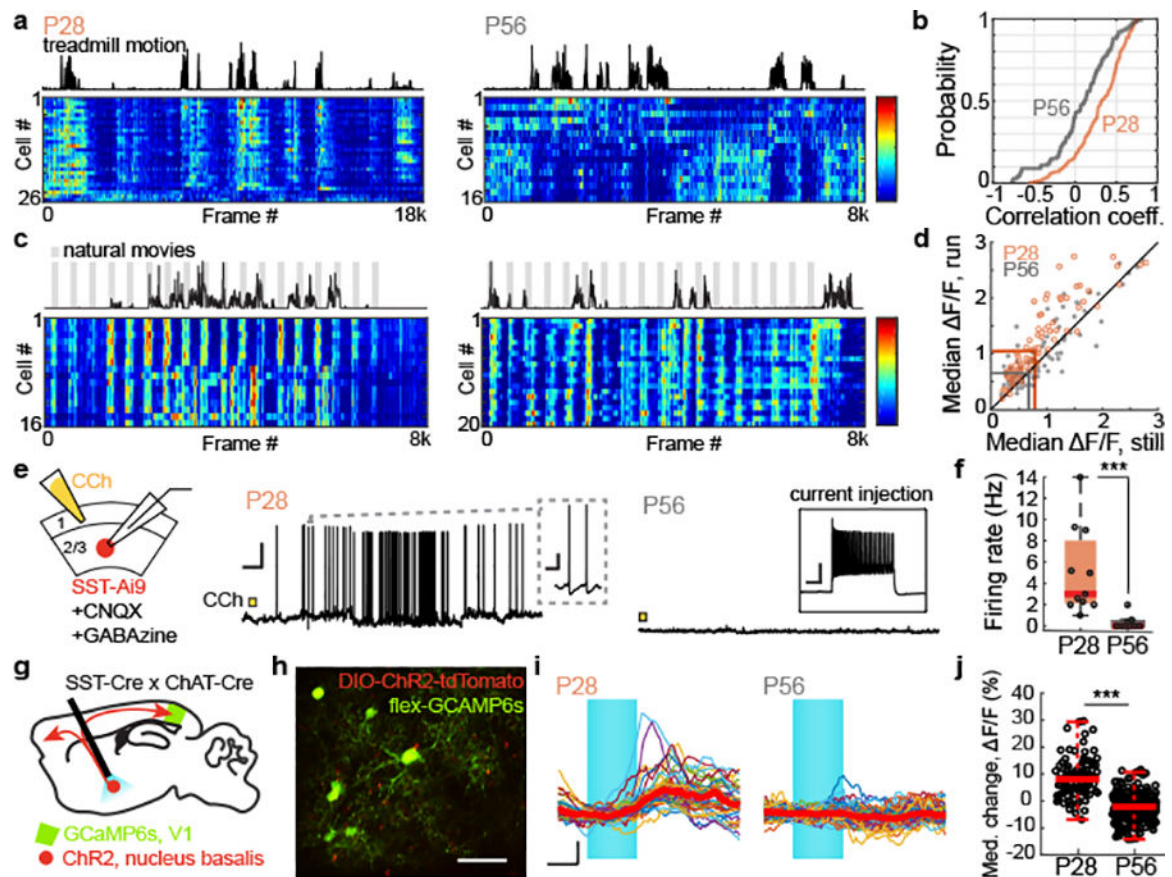 a
P28
treadmill motion
1
Cell #
26
0
Frame #
18k
P56
1
Cell #
16
0
Frame #
8k
b
Probability
1
0.5
0
P56
P28
-1
-0.5
0
0.5
1
Correlation coeff.
c
natural movies
1
Cell #
16
0
Frame #
8k
1
Cell #
20
0
Frame #
8k
d
Median ΔF/F, run
3
2
1
0
P28
P56
0
1
2
3
Median ΔF/F, still
e
CCh
1
2/3
SST-Ai9
+CNQX
+GABAzine
P28
CCh
P56
current injection
f
Firing rate (Hz)
14
12
10
8
6
4
2
0
***
P28
P56
g
SST-Cre x ChAT-Cre
GCaMP6s, V1
ChR2, nucleus basalis
h
DIO-ChR2-tdTomato
flex-GCAMP6s
i
P28
P56
j
Med. change, ΔF/F (%)
40
30
20
10
0
-10
-20
***
P28
P56